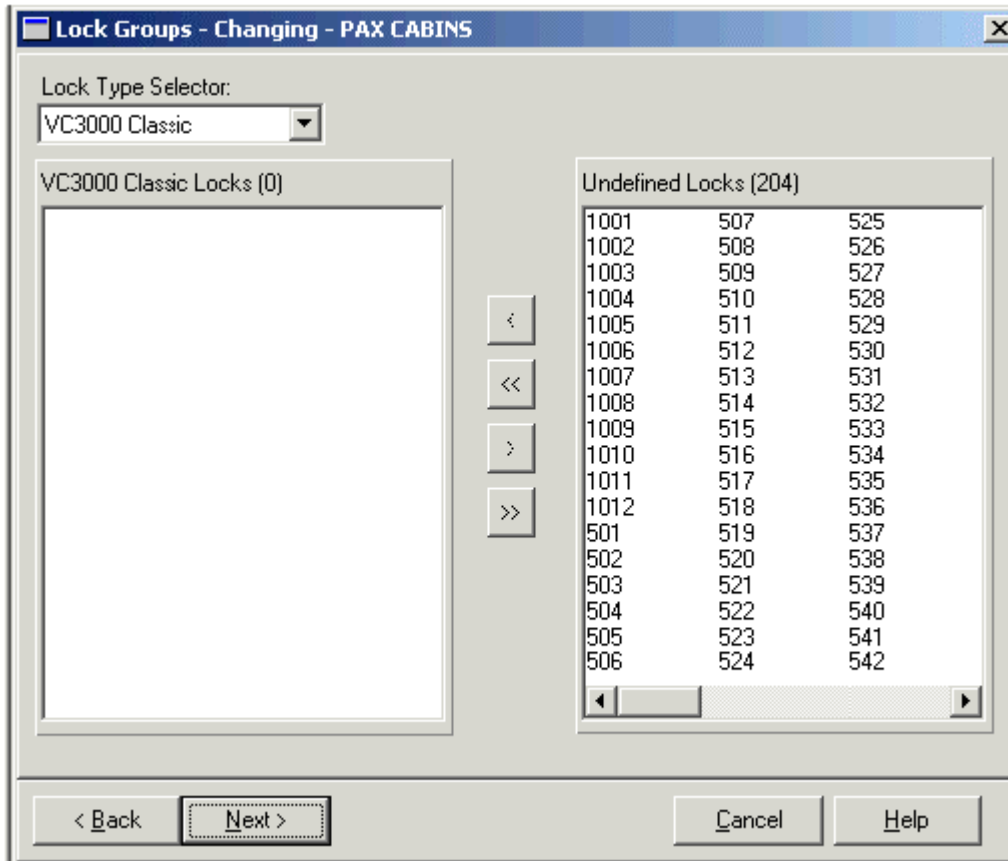 Lock Groups - Changing - PAX CABINS
Lock Type Selector:
VC3000 Classic
VC3000 Classic Locks (0)
Undefined Locks (204)
1001 507 525
1002 508 526
1003 509 527
1004 510 528
1005 511 529
1006 512 530
1007 513 531
1008 514 532
1009 515 533
1010 516 534
1011 517 535
1012 518 536
501 519 537
502 520 538
503 521 539
504 522 540
505 523 541
506 524 542
<
<<
>
>>
< Back
Next >
Cancel
Help